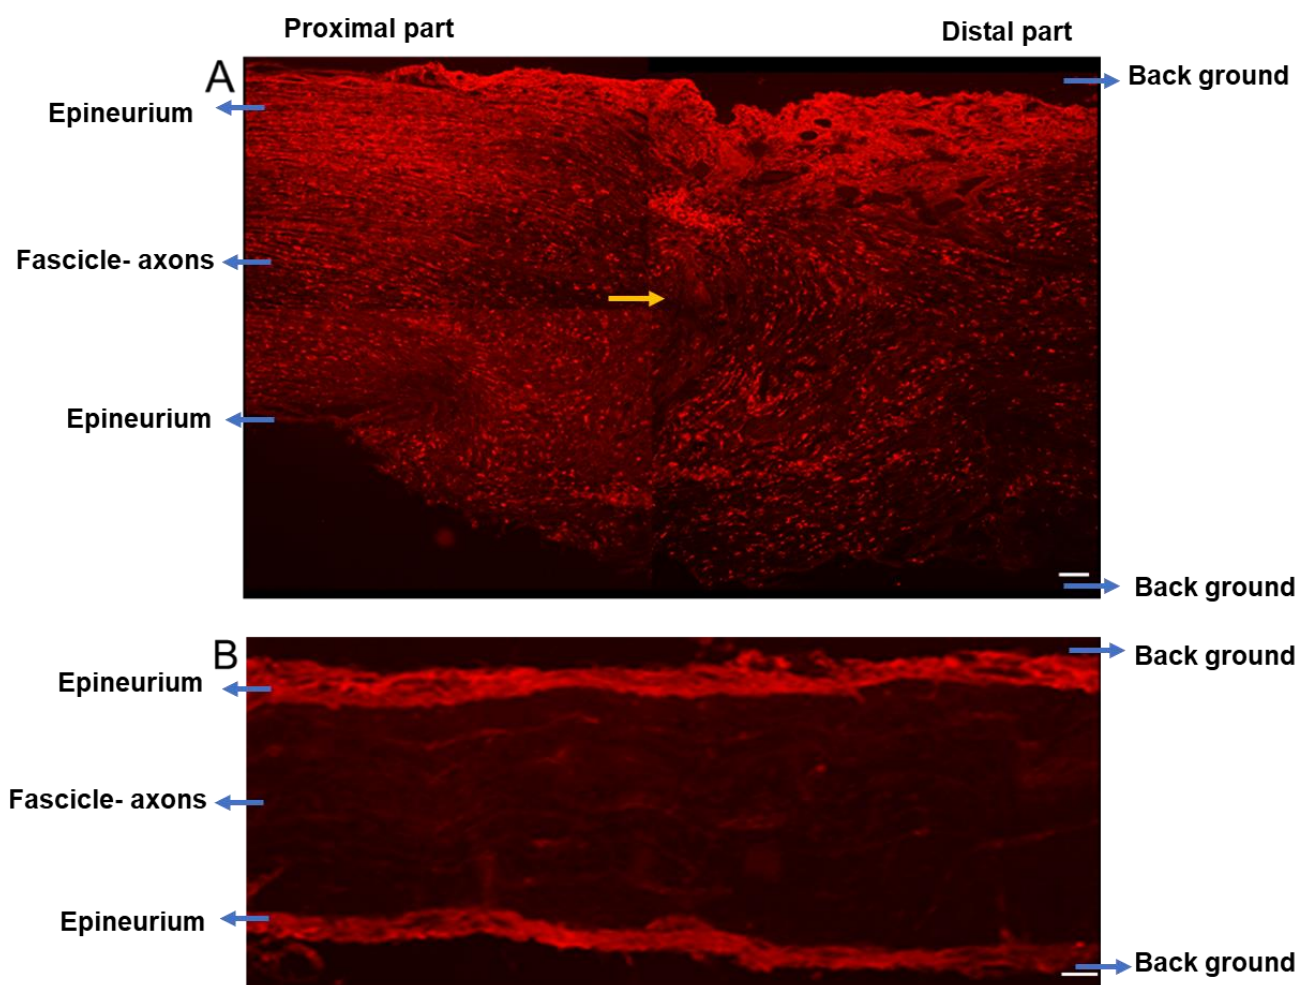 Proximal part
Distal part
A
Back ground
Epineurium
Fascicle- axons
Epineurium
Back ground
B
Back ground
Epineurium
Fascicle- axons
Epineurium
Back ground